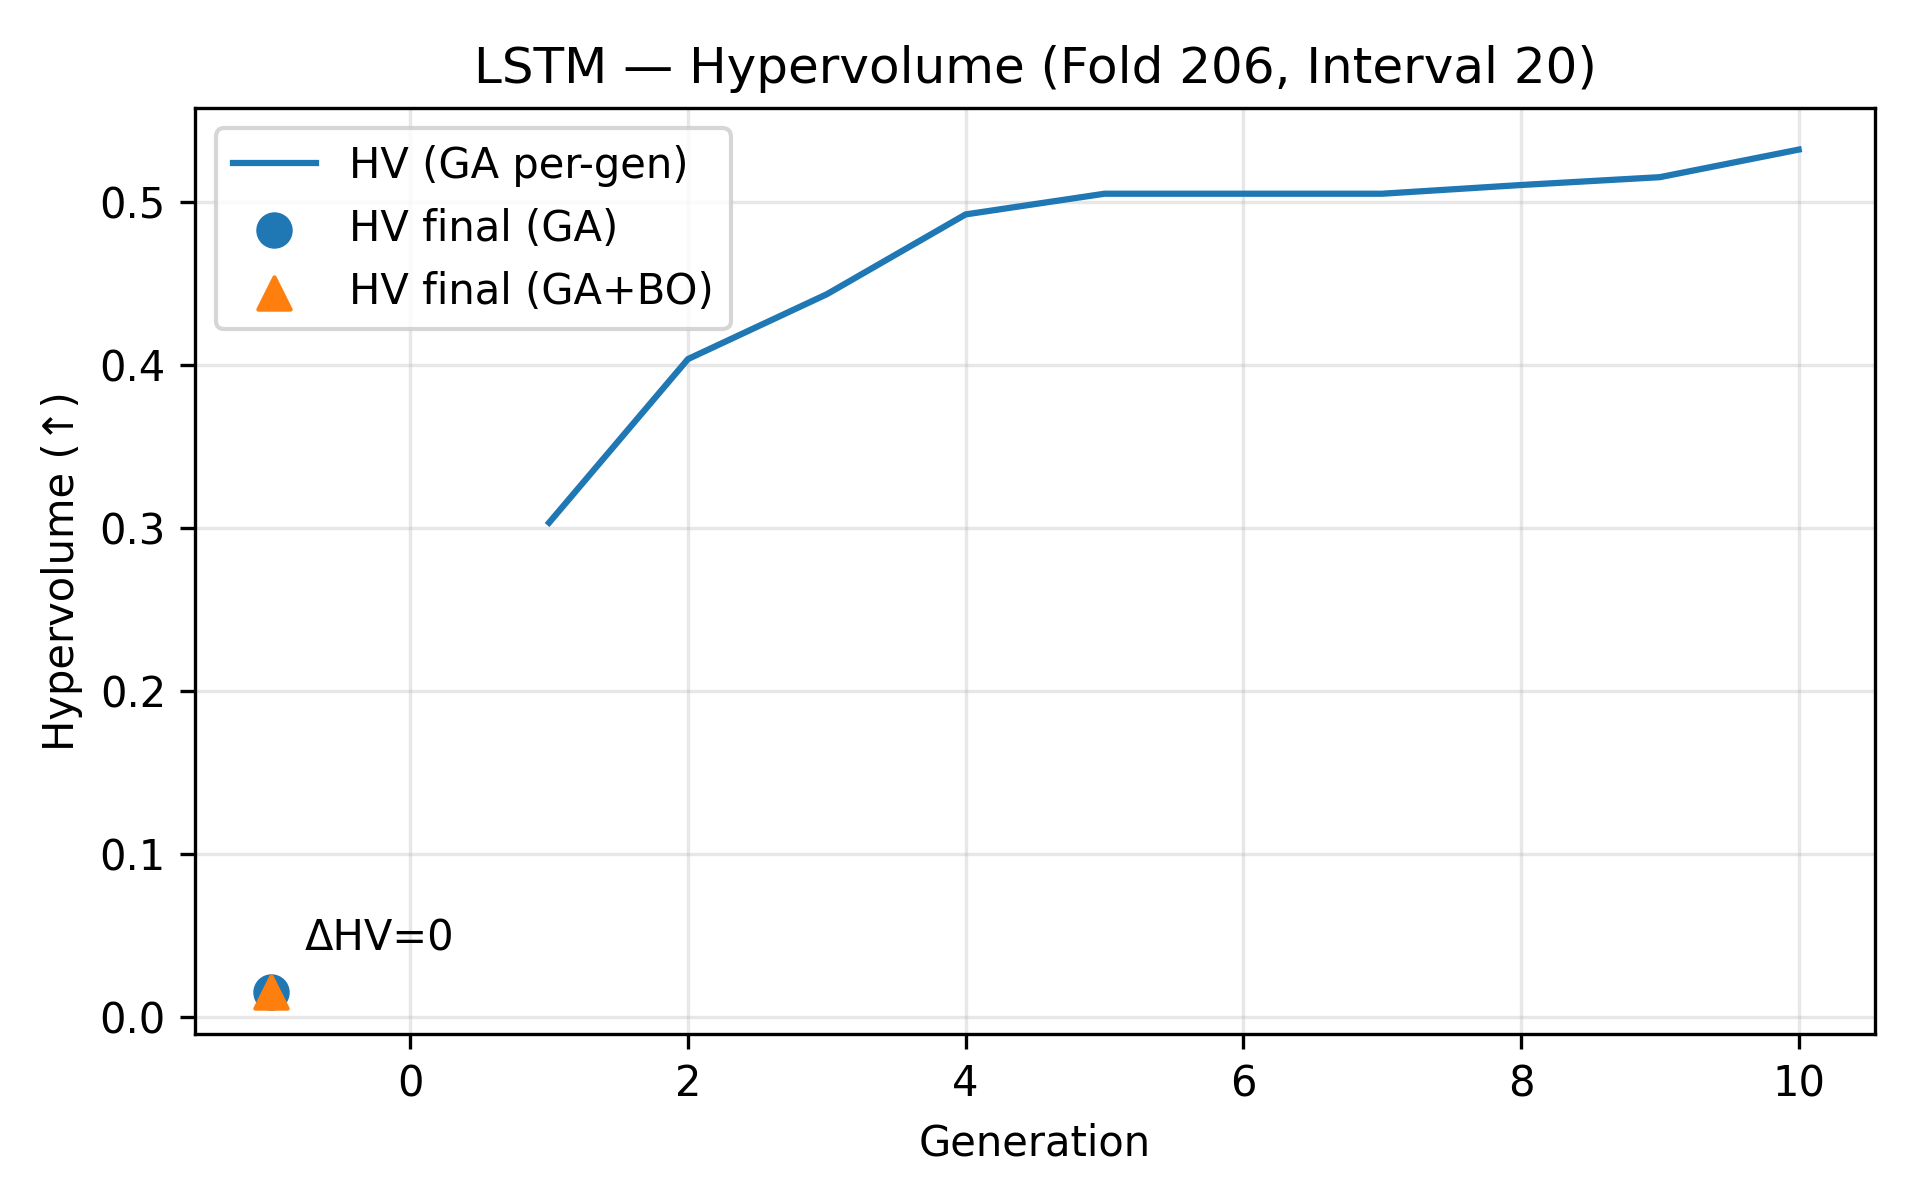 LSTM — Hypervolume (Fold 206, Interval 20)
HV (GA per-gen)
HV final (GA)
HV final (GA+BO)
Hypervolume (↑)
0.5
0.4
0.3
0.2
0.1
0.0
ΔHV=0
0 2 4 6 8 10
Generation